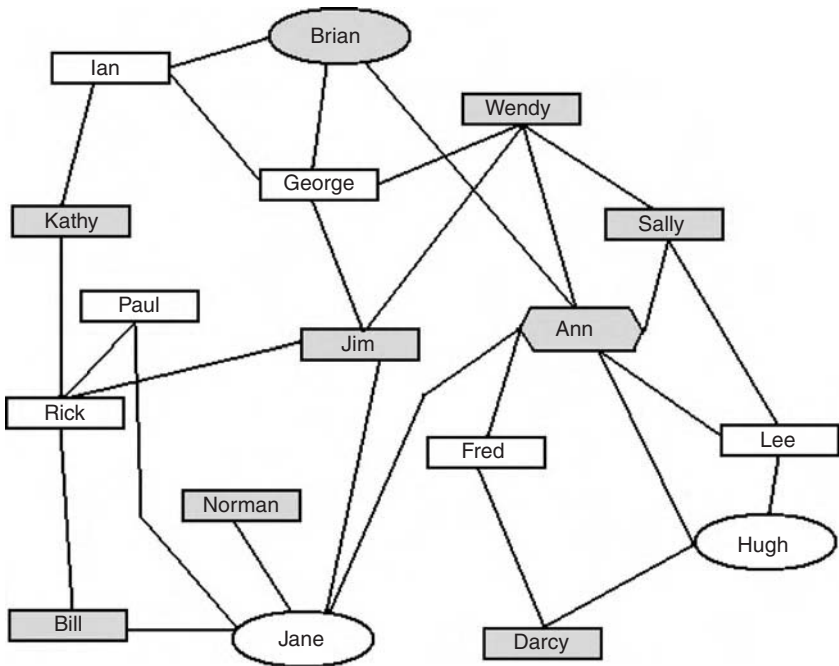 Brian
Ian
Wendy
George
Kathy
Sally
Paul
Jim
Ann
Rick
Fred
Lee
Norman
Hugh
Bill
Jane
Darcy